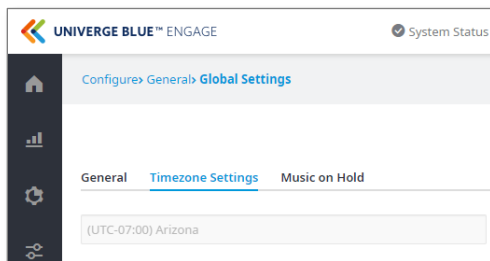 UNIVERGE BLUE™ ENGAGE
System Status
Configure> General> Global Settings
General Timezone Settings Music on Hold
(UTC-07:00) Arizona